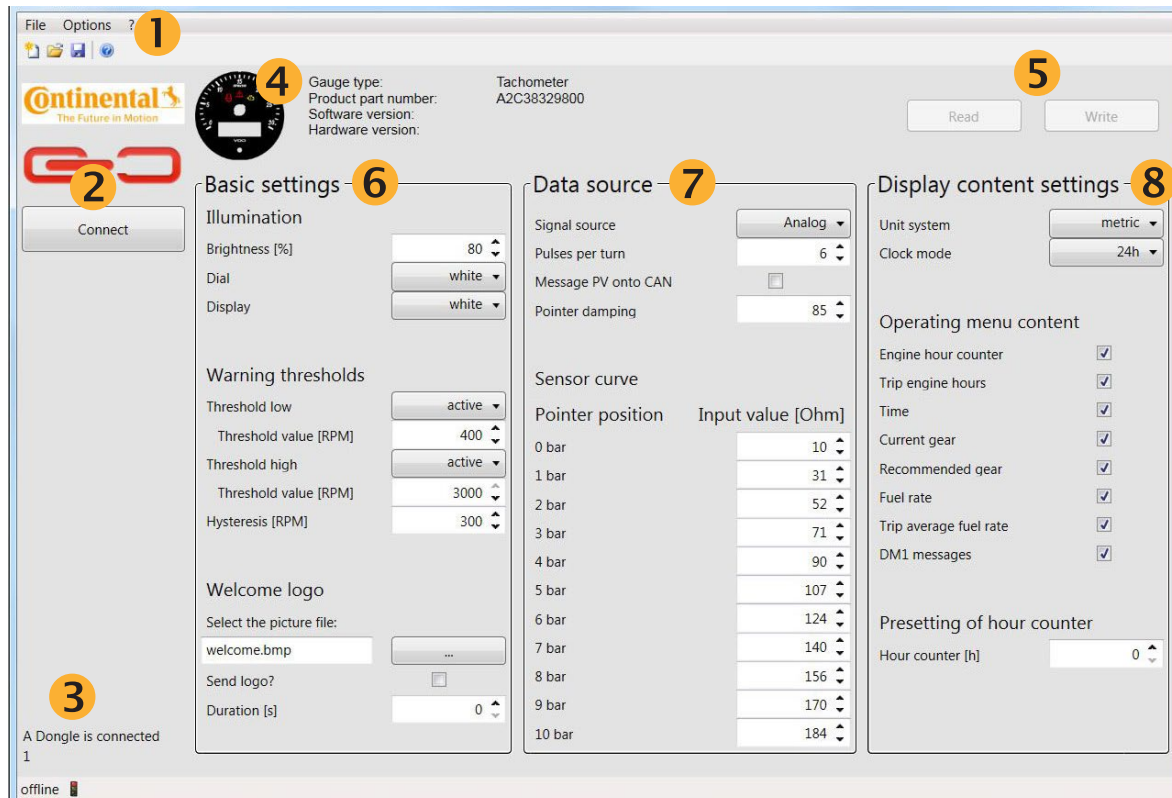 File Options ?
1
Continental
The Future in Motion
4
Gauge type: Tachometer
Product part number: A2C38329800
Software version:
Hardware version:
5
Read Write
2
Connect
3
A Dongle is connected
1
offline
Basic settings 6
Illumination
Brightness [%] 80
Dial white
Display white
Warning thresholds
Threshold low active
Threshold value [RPM] 400
Threshold high active
Threshold value [RPM] 3000
Hysteresis [RPM] 300
Welcome logo
Select the picture file:
welcome.bmp ...
Send logo?
Duration [s] 0
Data source 7
Signal source Analog
Pulses per turn 6
Message PV onto CAN
Pointer damping 85
Sensor curve
Pointer position Input value [Ohm]
0 bar 10
1 bar 31
2 bar 52
3 bar 71
4 bar 90
5 bar 107
6 bar 124
7 bar 140
8 bar 156
9 bar 170
10 bar 184
Display content settings 8
Unit system metric
Clock mode 24h
Operating menu content
Engine hour counter
Trip engine hours
Time
Current gear
Recommended gear
Fuel rate
Trip average fuel rate
DM1 messages
Presetting of hour counter
Hour counter [h] 0